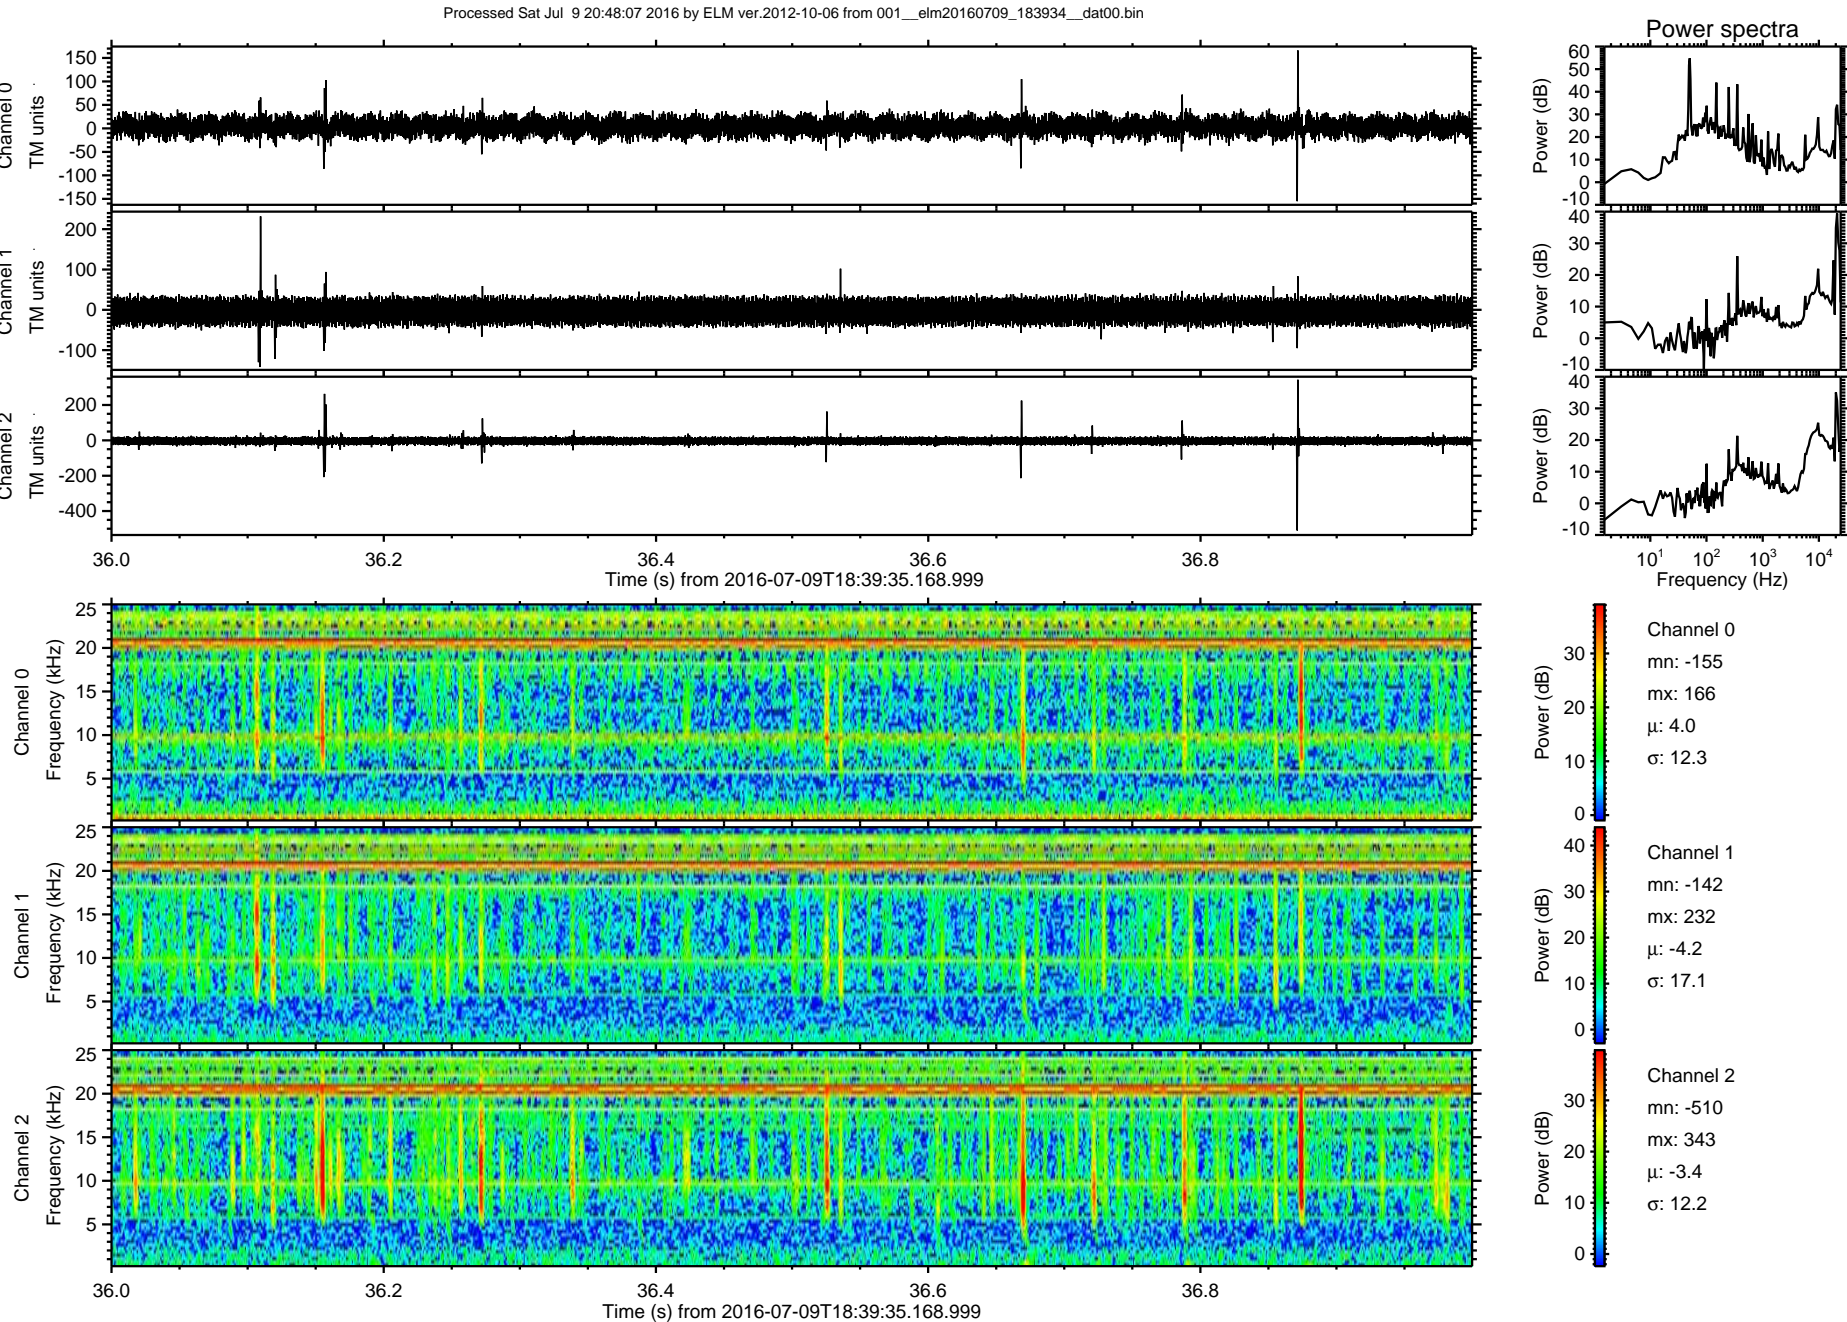 Processed Sat Jul 9 20:48:07 2016 by ELM ver.2012-10-06 from 001__elm20160709_183934__dat00.bin
Power spectra
Channel 0
TM units
150
100
50
0
-50
-100
-150
Power (dB)
60
50
40
30
20
10
0
-10
Channel 1
TM units
200
100
0
-100
Power (dB)
40
30
20
10
0
-10
Channel 2
TM units
200
0
-200
-400
Power (dB)
40
30
20
10
0
-10
36.0 36.2 36.4 36.6 36.8
Time (s) from 2016-07-09T18:39:35.168.999
10^1 10^2 10^3 10^4
Frequency (Hz)
Channel 0
Frequency (kHz)
25
20
15
10
5
Power (dB)
30
20
10
0
Channel 0
mn: -155
mx: 166
μ: 4.0
σ: 12.3
Channel 1
Frequency (kHz)
25
20
15
10
5
Power (dB)
40
30
20
10
0
Channel 1
mn: -142
mx: 232
μ: -4.2
σ: 17.1
Channel 2
Frequency (kHz)
25
20
15
10
5
Power (dB)
30
20
10
0
Channel 2
mn: -510
mx: 343
μ: -3.4
σ: 12.2
36.0 36.2 36.4 36.6 36.8
Time (s) from 2016-07-09T18:39:35.168.999